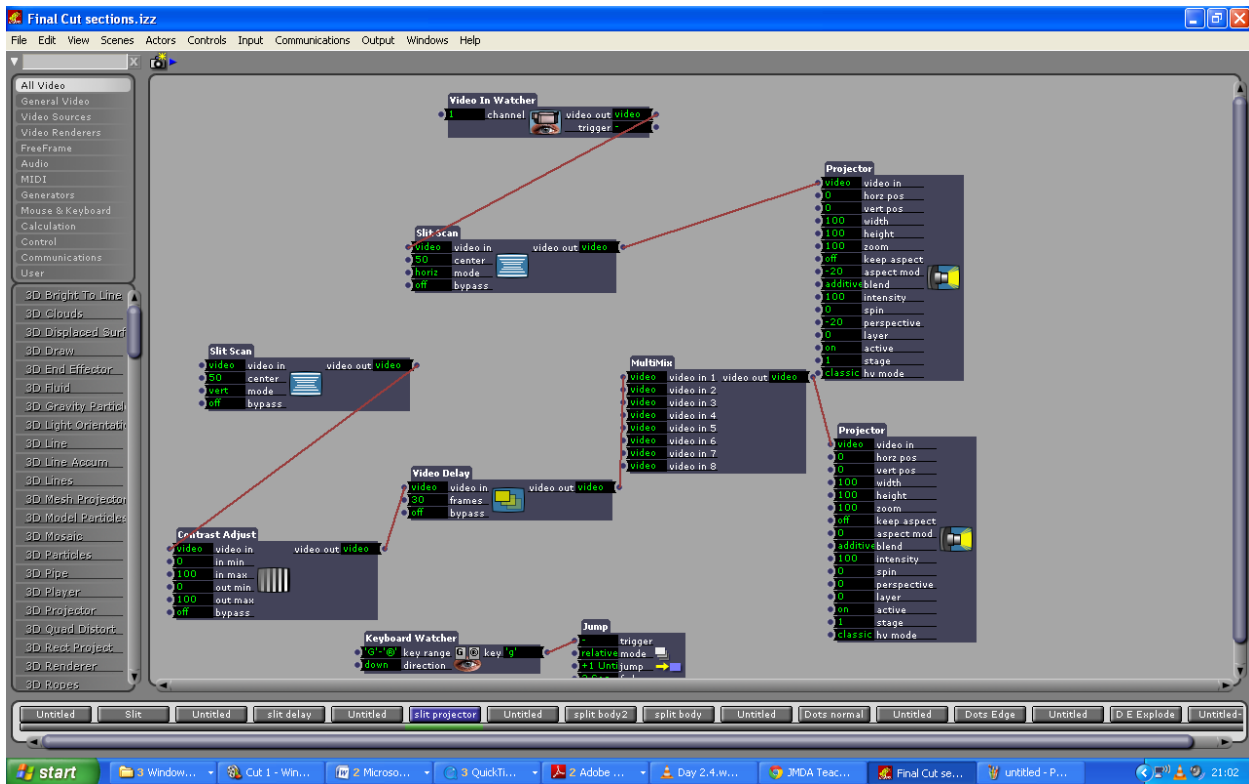 Final Cut sections.izz
File Edit View Scenes Actors Controls Input Communications Output Windows Help
All Video
General Video
Video Sources
Video Renderers
FreeFrame
Audio
MIDI
Generators
Mouse & Keyboard
Calculation
Control
Communications
User
3D Bright To Line
3D Clouds
3D Displaced Surf
3D Draw
3D End Effector
3D Fluid
3D Gravity Particl
3D Light Orientatio
3D Line
3D Line Accum
3D Lines
3D Mesh Projector
3D Model Particles
3D Mosaic
3D Particles
3D Pipe
3D Player
3D Projector
3D Quad Distort
3D Rect Project
3D Renderer
3D Ropes
Video In Watcher
1 channel video out video
trigger -
Slit Scan
video video in video out video
50 center
horiz mode
off bypass
Projector
video video in
0 horz pos
0 vert pos
100 width
100 height
100 zoom
off keep aspect
-20 aspect mod
additive blend
100 intensity
0 spin
-20 perspective
0 layer
on active
1 stage
classic hv mode
Slit Scan
video video in video out video
50 center
vert mode
off bypass
MultiMix
video video in 1 video out video
video video in 2
video video in 3
video video in 4
video video in 5
video video in 6
video video in 7
video video in 8
Video Delay
video video in video out video
30 frames
off bypass
Projector
video video in
0 horz pos
0 vert pos
100 width
100 height
100 zoom
off keep aspect
0 aspect mod
additive blend
100 intensity
0 spin
0 perspective
0 layer
on active
1 stage
classic hv mode
Contrast Adjust
video video in video out video
0 in min
100 in max
0 out min
100 out max
off bypass
Keyboard Watcher
'G'-'®' key range G key 'g'
down direction
Jump
- trigger
relative mode
+1 Unti jump
Untitled Slit Untitled slit delay Untitled slit projector Untitled split body2 split body Untitled Dots normal Untitled Dots Edge Untitled D E Explode Untitled-
start 3 Window... Cut 1 - Win... 2 Microso... 3 QuickTi... 2 Adobe ... Day 2.4.w... JMDA Teac... Final Cut se... untitled - P... 21:02